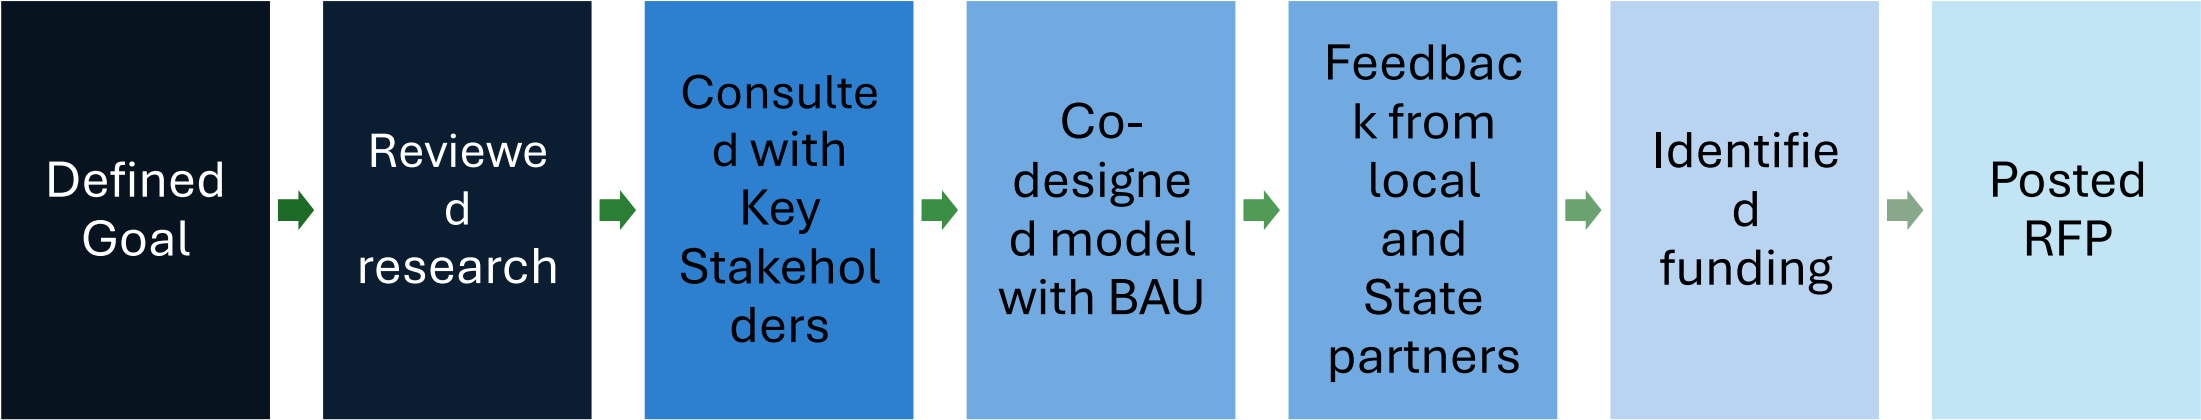 Defined
Goal
Reviewe
d
research
Consulte
d with
Key
Stakehol
ders
Co-
designe
d model
with BAU
Feedbac
k from
local
and
State
partners
Identifie
d
funding
Posted
RFP